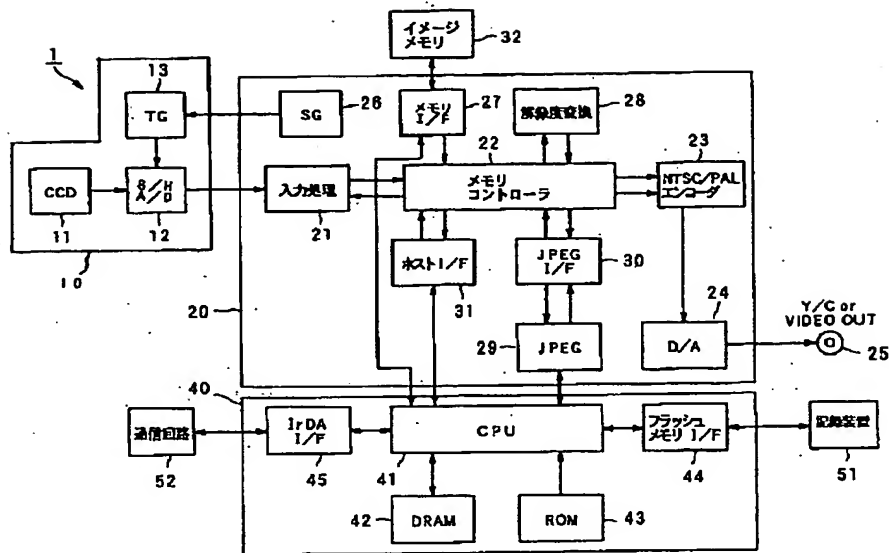 1
イメージ
メモリ
32
13
TG
SG
26
メモリ
I/F
27
解像度変換
28
22
メモリ
コントローラ
23
NTSC/PAL
エンコーダ
CCD
11
S/H
A/D
12
入力処理
21
10
ホスト I/F
31
JPEG
I/F
30
20
29
JPEG
24
D/A
Y/C or
VIDEO OUT
25
40
通信回路
52
IrDA
I/F
45
CPU
41
フラッシュ
メモリ I/F
44
記録装置
51
42
DRAM
ROM
43